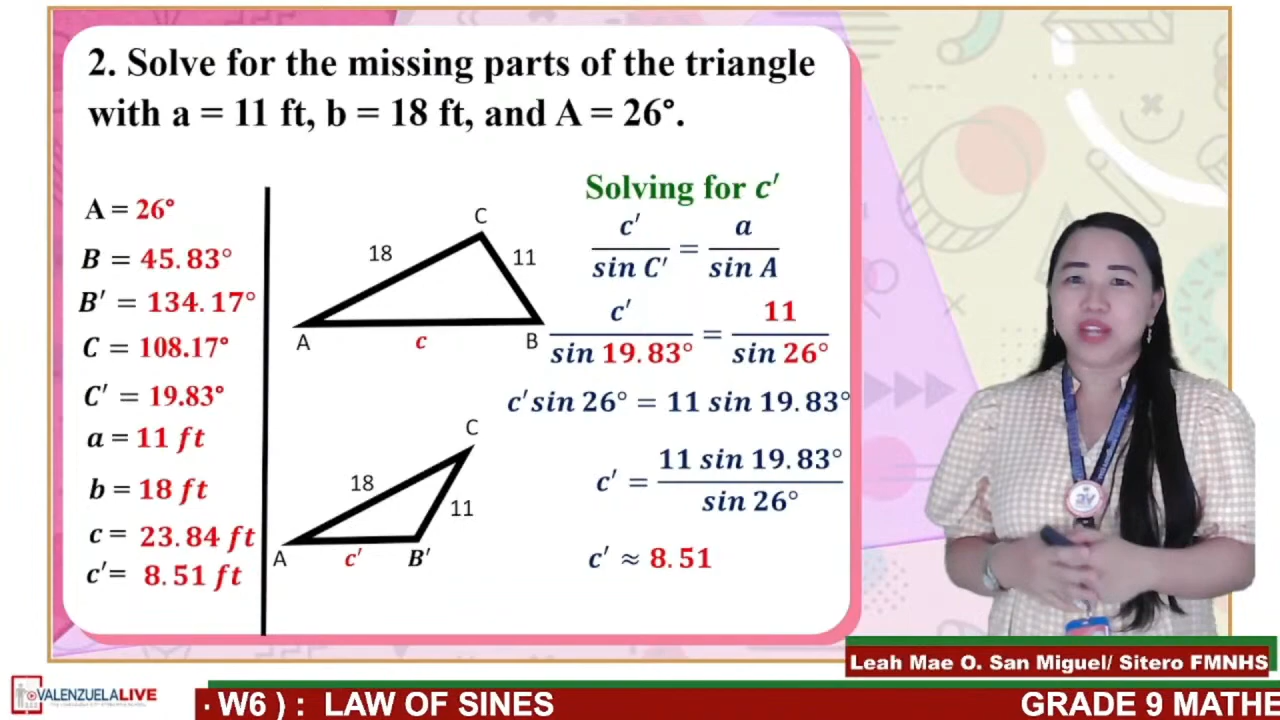 2. Solve for the missing parts of the triangle
with a = 11 ft, b = 18 ft, and A = 26°.
A = 26°
B = 45.83°
B′ = 134.17°
C = 108.17°
C′ = 19.83°
a = 11 ft
b = 18 ft
c = 23.84 ft
c′= 8.51 ft
C
18
11
A
c
B
C
18
11
A
c′
B′
Solving for c′
c′/sin C′ = a/sin A
c′/sin 19.83° = 11/sin 26°
c′sin 26° = 11 sin 19.83°
c′ = 11 sin 19.83°/sin 26°
c′ ≈ 8.51
Leah Mae O. San Miguel/ Sitero FMNHS
VALENZUELALIVE
· W6 ) : LAW OF SINES
GRADE 9 MATHE